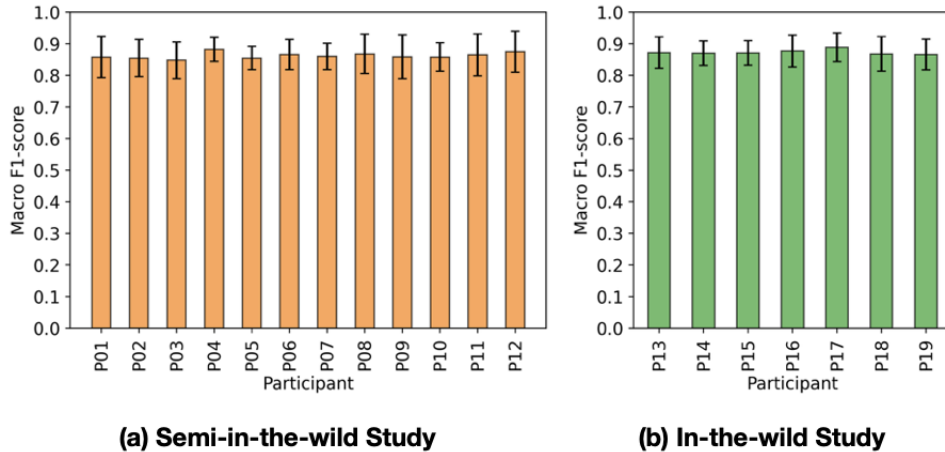 1.0
0.9
0.8
0.7
0.6
0.5
0.4
0.3
0.2
0.1
0.0
Macro F1-score
P01 P02 P03 P04 P05 P06 P07 P08 P09 P10 P11 P12
Participant
(a) Semi-in-the-wild Study
1.0
0.9
0.8
0.7
0.6
0.5
0.4
0.3
0.2
0.1
0.0
Macro F1-score
P13 P14 P15 P16 P17 P18 P19
Participant
(b) In-the-wild Study